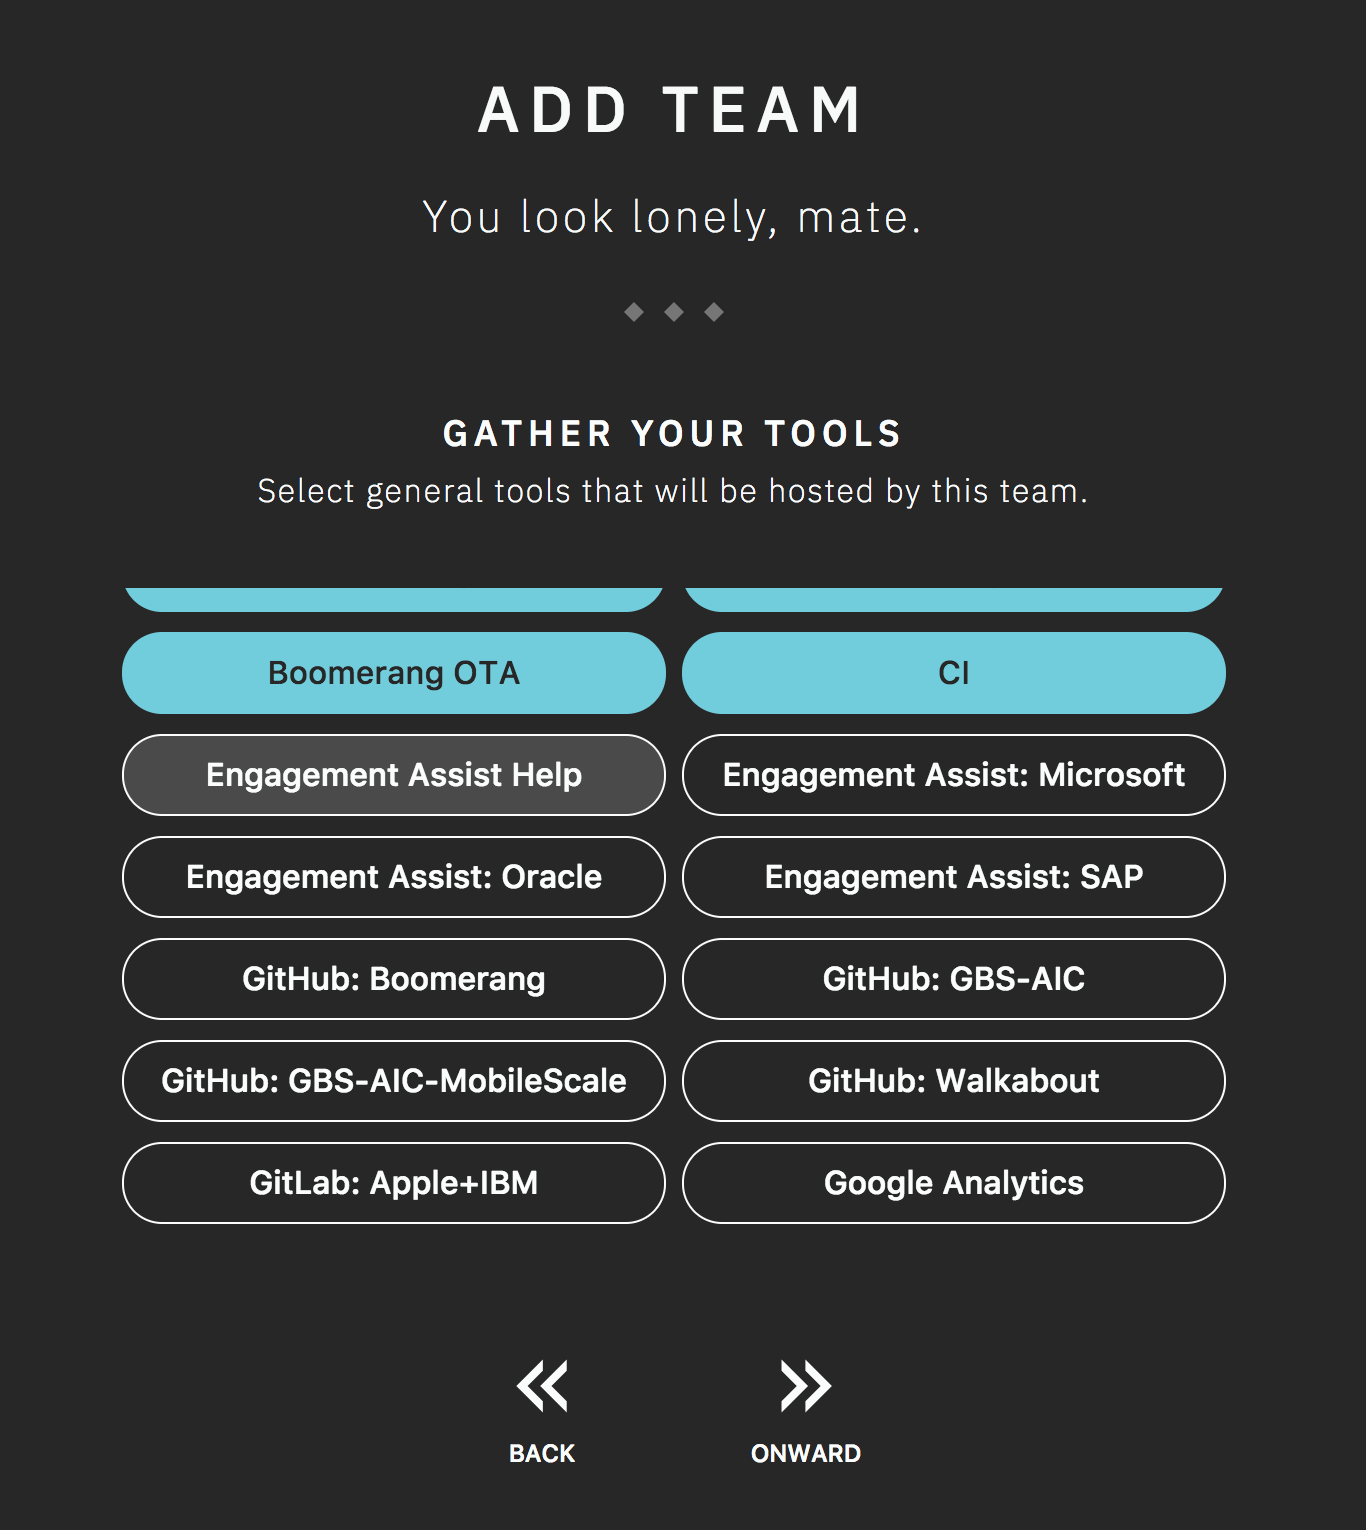 ADD TEAM
You look lonely, mate.
GATHER YOUR TOOLS
Select general tools that will be hosted by this team.
Boomerang OTA
CI
Engagement Assist Help
Engagement Assist: Microsoft
Engagement Assist: Oracle
Engagement Assist: SAP
GitHub: Boomerang
GitHub: GBS-AIC
GitHub: GBS-AIC-MobileScale
GitHub: Walkabout
GitLab: Apple+IBM
Google Analytics
BACK
ONWARD